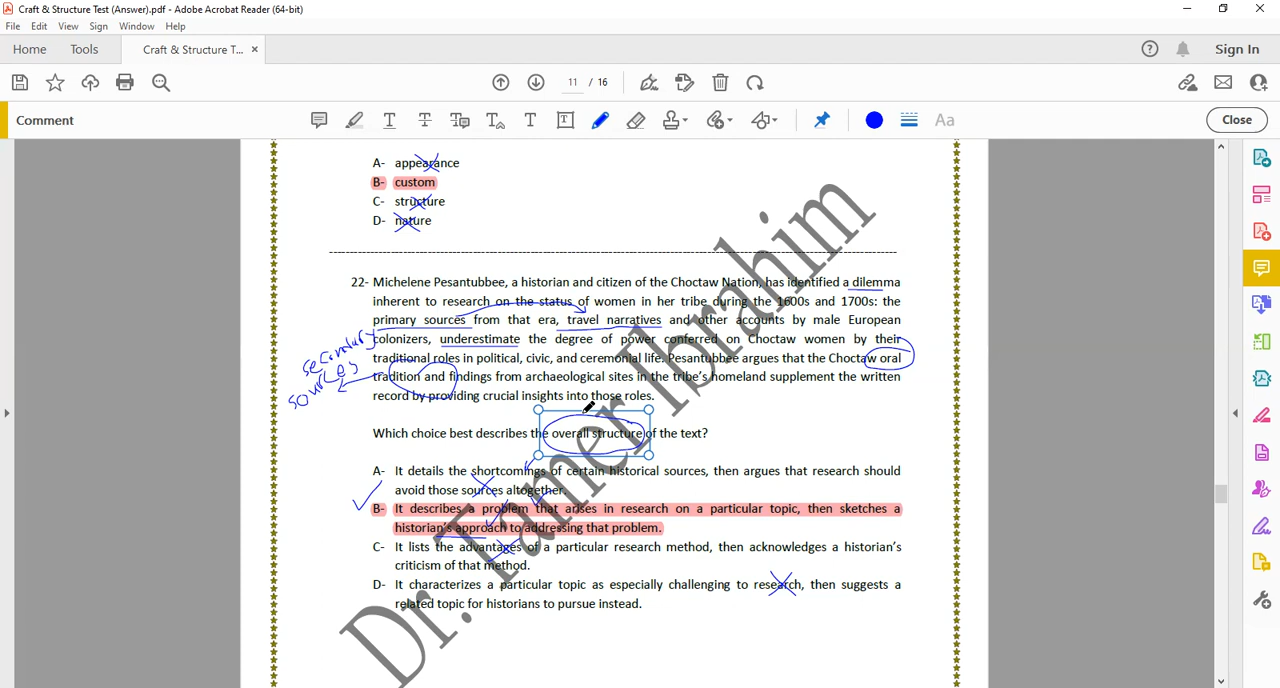 Craft & Structure Test (Answer).pdf - Adobe Acrobat Reader (64-bit)
File Edit View Sign Window Help
Home Tools Craft & Structure T... × Sign In
11 / 16
Comment Aa Close
A- appearance
B- custom
C- structure
D- nature
22- Michelene Pesantubbee, a historian and citizen of the Choctaw Nation, has identified a dilemma
inherent to research on the status of women in her tribe during the 1600s and 1700s: the
primary sources from that era, travel narratives and other accounts by male European
colonizers, underestimate the degree of power conferred on Choctaw women by their
traditional roles in political, civic, and ceremonial life. Pesantubbee argues that the Choctaw oral
tradition and findings from archaeological sites in the tribe's homeland supplement the written
record by providing crucial insights into those roles.
secondary
sources
Which choice best describes the overall structure of the text?
A- It details the shortcomings of certain historical sources, then argues that research should
avoid those sources altogether.
B- It describes a problem that arises in research on a particular topic, then sketches a
historian's approach to addressing that problem.
C- It lists the advantages of a particular research method, then acknowledges a historian's
criticism of that method.
D- It characterizes a particular topic as especially challenging to research, then suggests a
related topic for historians to pursue instead.
Dr. Tamer Ibrahim